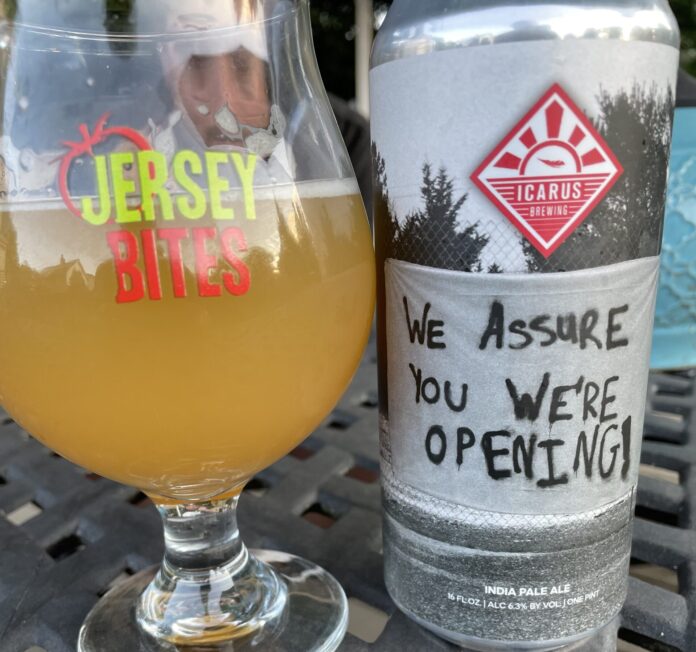 JERSEY
BITES
ICARUS
BREWING
WE ASSURE
YOU WE'RE
OPENING!
INDIA PALE ALE
16 FL OZ. | ALC 6.3% BY VOL. | ONE PINT